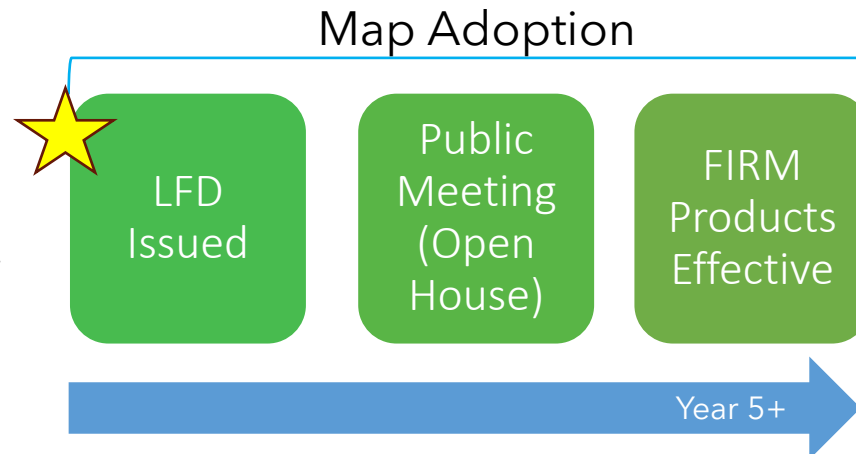 Map Adoption
LFD
Issued
Public
Meeting
(Open
House)
FIRM
Products
Effective
Year 5+